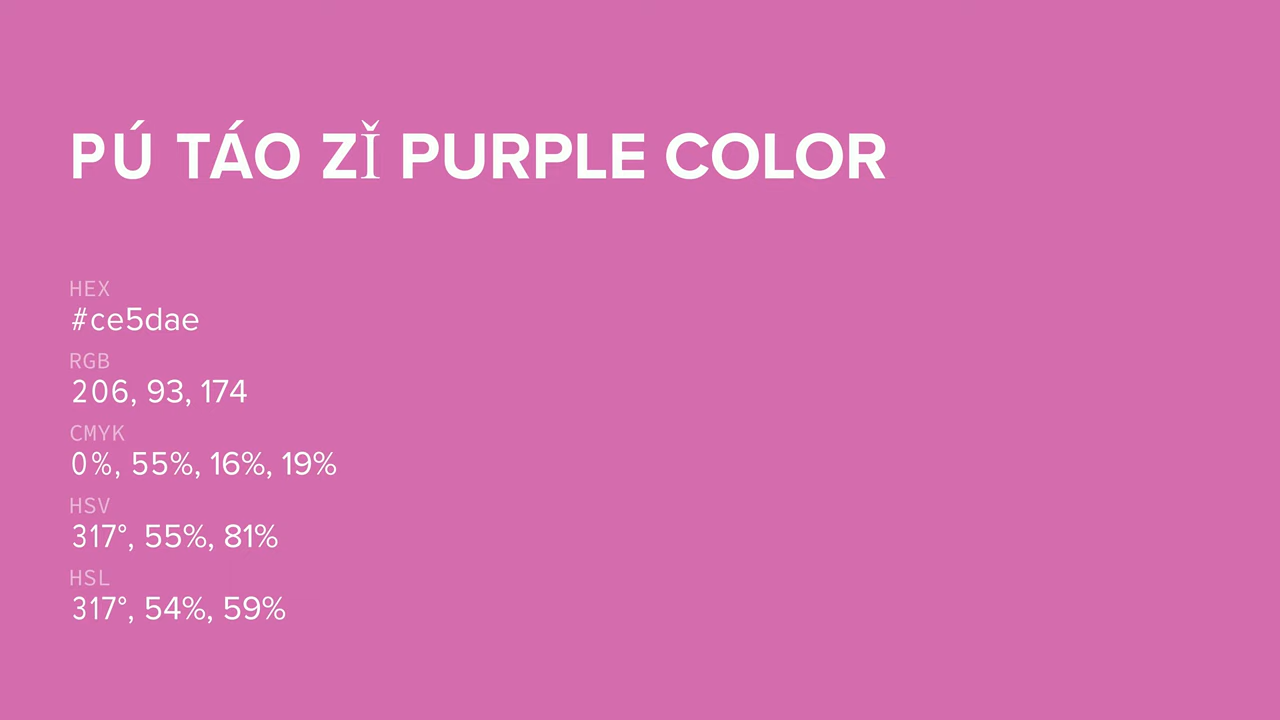 PÚ TÁO ZǏ PURPLE COLOR
HEX
#ce5dae
RGB
206, 93, 174
CMYK
0%, 55%, 16%, 19%
HSV
317°, 55%, 81%
HSL
317°, 54%, 59%